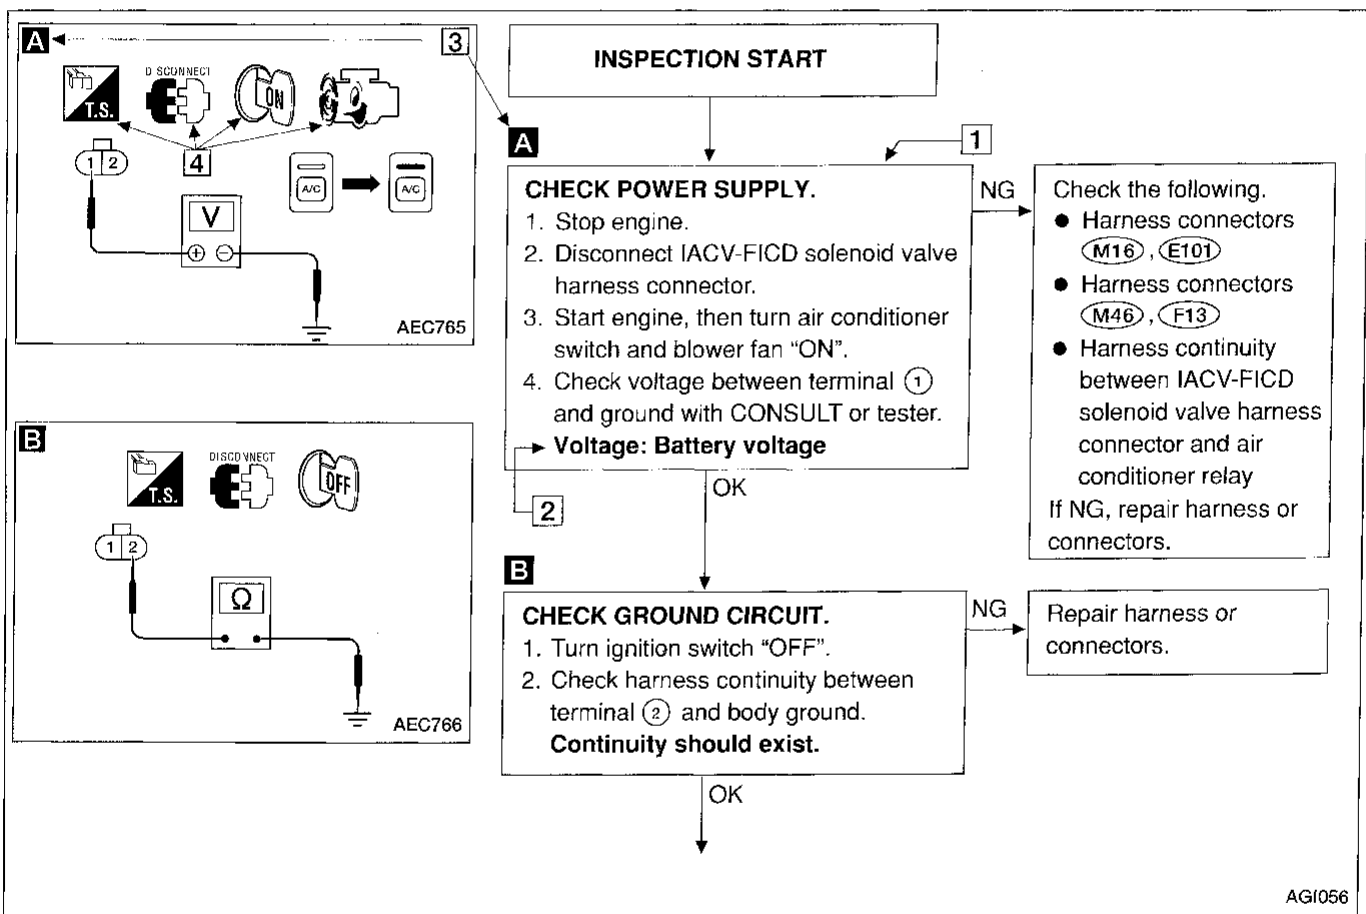 A
3
T.S.
DISCONNECT
ON
1 2
4
A/C
A/C
V
+ −
AEC765
B
T.S.
DISCONNECT
OFF
1 2
Ω
AEC766
INSPECTION START
A
1
CHECK POWER SUPPLY.
1. Stop engine.
2. Disconnect IACV-FICD solenoid valve
harness connector.
3. Start engine, then turn air conditioner
switch and blower fan “ON”.
4. Check voltage between terminal ①
and ground with CONSULT or tester.
Voltage: Battery voltage
2
NG
Check the following.
● Harness connectors
M16, E101
● Harness connectors
M46, F13
● Harness continuity
between IACV-FICD
solenoid valve harness
connector and air
conditioner relay
If NG, repair harness or
connectors.
OK
B
CHECK GROUND CIRCUIT.
1. Turn ignition switch “OFF”.
2. Check harness continuity between
terminal ② and body ground.
Continuity should exist.
NG
Repair harness or
connectors.
OK
AGI056